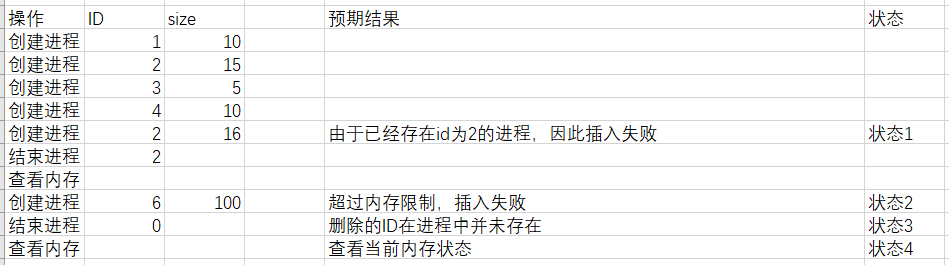 操作 ID size 预期结果 状态
创建进程 1 10
创建进程 2 15
创建进程 3 5
创建进程 4 10
创建进程 2 16 由于已经存在id为2的进程，因此插入失败 状态1
结束进程 2
查看内存
创建进程 6 100 超过内存限制，插入失败 状态2
结束进程 0 删除的ID在进程中并未存在 状态3
查看内存 查看当前内存状态 状态4